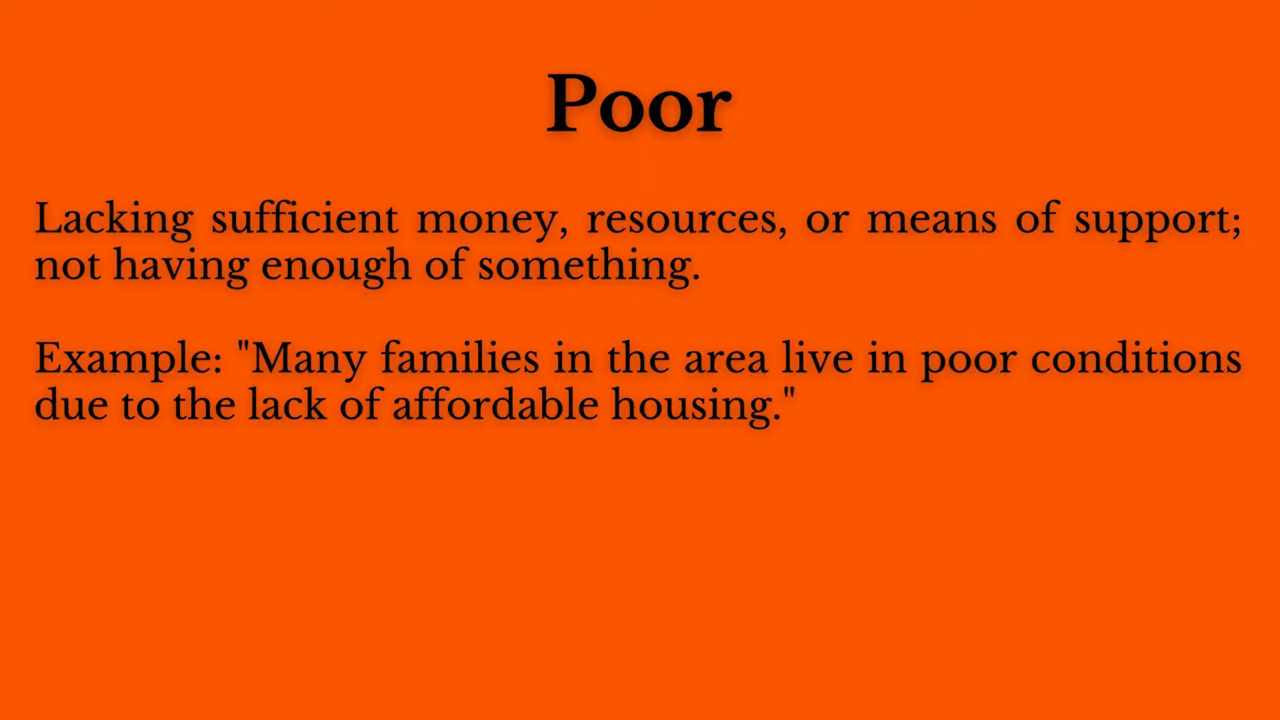 Poor
Lacking sufficient money, resources, or means of support;
not having enough of something.
Example: "Many families in the area live in poor conditions
due to the lack of affordable housing."